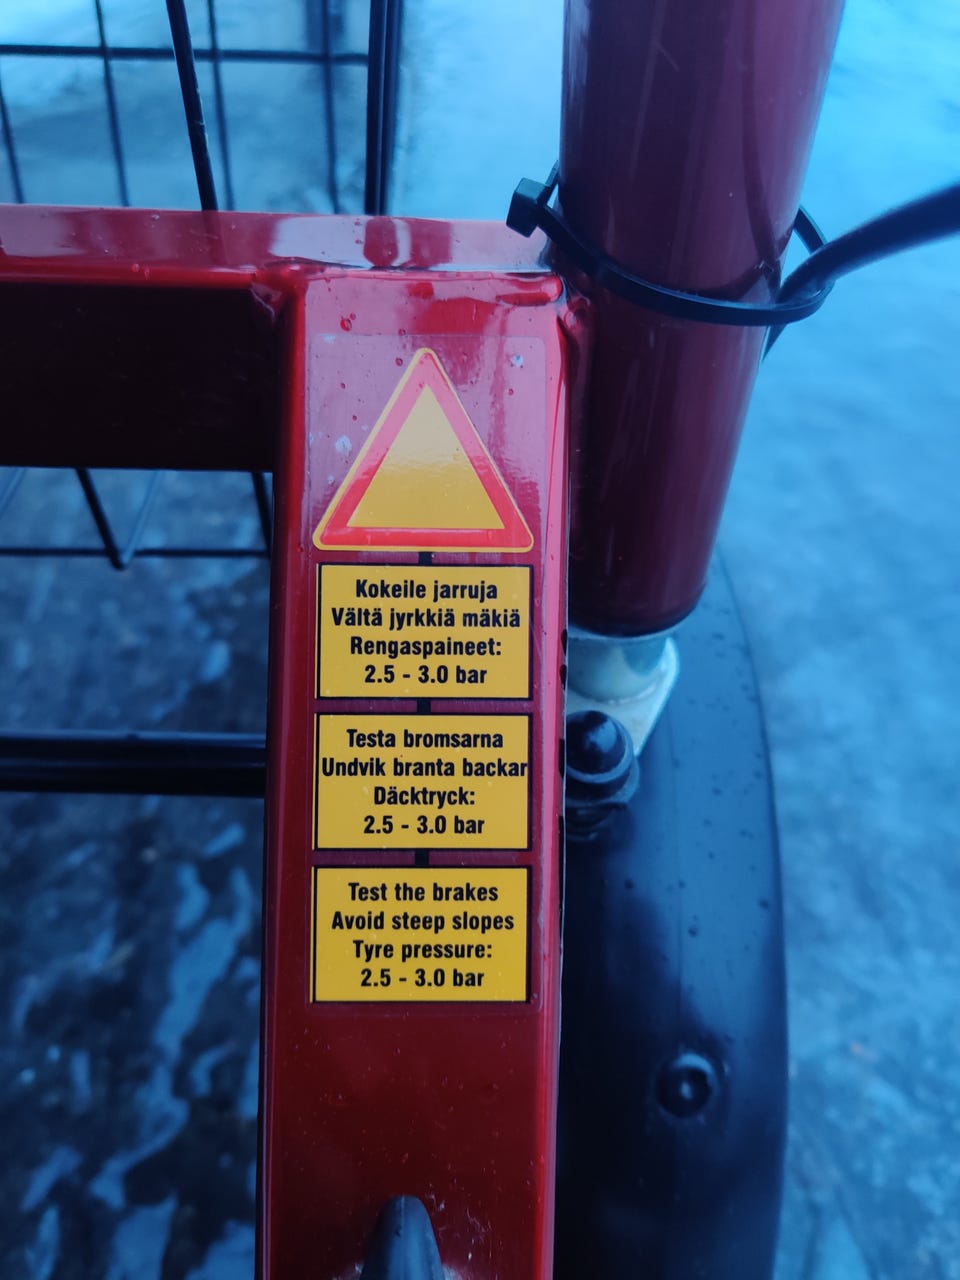 Kokeile jarruja
Vältä jyrkkiä mäkiä
Rengaspaineet:
2.5 - 3.0 bar
Testa bromsarna
Undvik branta backar
Däcktryck:
2.5 - 3.0 bar
Test the brakes
Avoid steep slopes
Tyre pressure:
2.5 - 3.0 bar